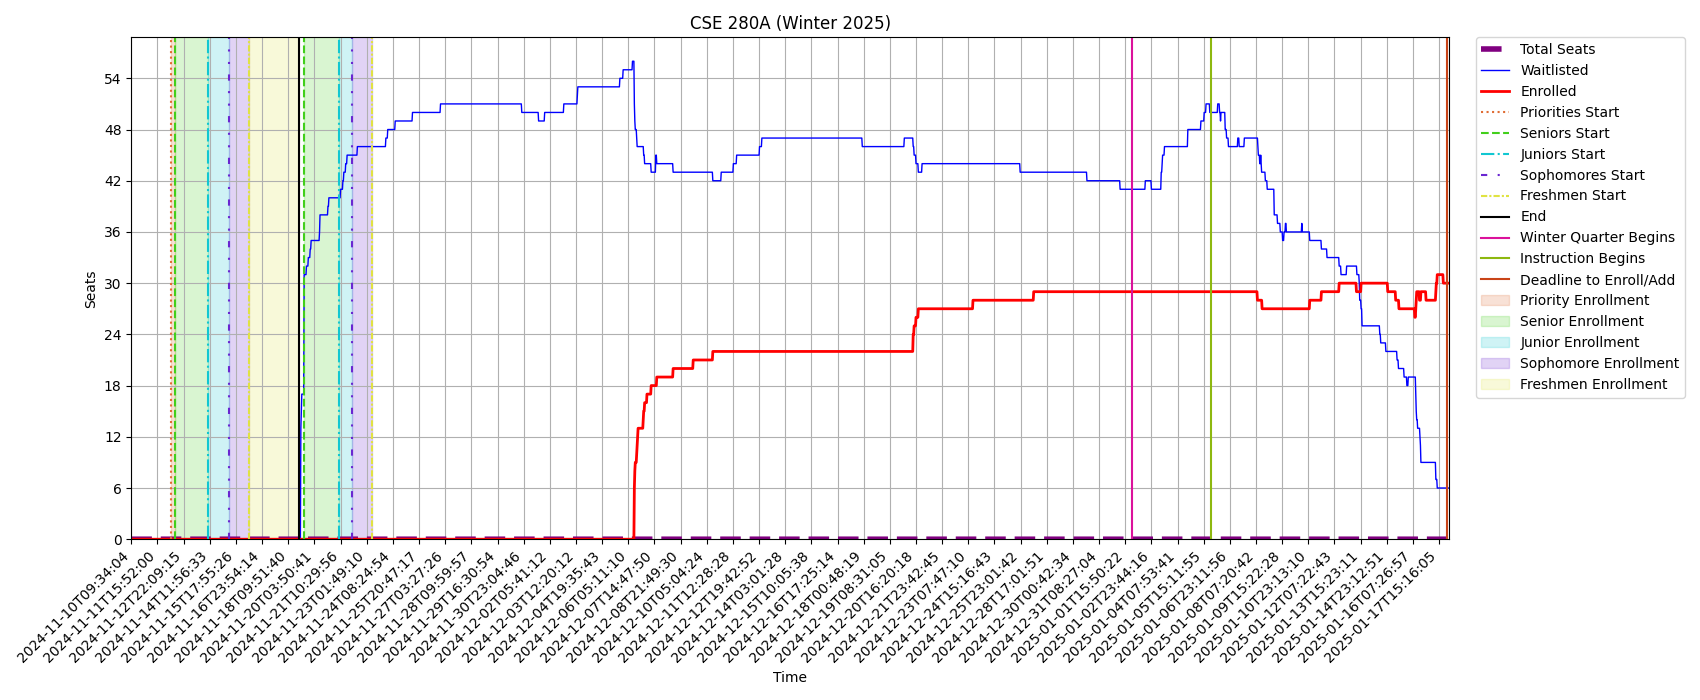 CSE 280A (Winter 2025)
Seats
54
48
42
36
30
24
18
12
6
0
2024-11-10T09:34:04
2024-11-11T15:52:00
2024-11-12T22:09:15
2024-11-14T11:56:33
2024-11-15T17:55:26
2024-11-16T23:54:14
2024-11-18T09:51:40
2024-11-20T03:50:41
2024-11-21T10:29:56
2024-11-23T01:49:10
2024-11-24T08:24:54
2024-11-25T20:47:17
2024-11-27T03:27:26
2024-11-28T09:59:57
2024-11-29T16:30:54
2024-11-30T23:04:46
2024-12-02T05:41:12
2024-12-03T12:20:12
2024-12-04T19:35:43
2024-12-06T05:11:10
2024-12-07T14:47:50
2024-12-08T21:49:30
2024-12-10T05:04:24
2024-12-11T12:28:28
2024-12-12T19:42:52
2024-12-14T03:01:28
2024-12-15T10:05:38
2024-12-16T17:25:14
2024-12-18T00:48:19
2024-12-19T08:31:05
2024-12-20T16:20:18
2024-12-21T23:42:45
2024-12-23T07:47:10
2024-12-24T15:16:43
2024-12-25T23:01:42
2024-12-28T17:01:51
2024-12-30T00:42:34
2024-12-31T08:27:04
2025-01-01T15:50:22
2025-01-02T23:44:16
2025-01-04T07:53:41
2025-01-05T15:11:55
2025-01-06T23:11:56
2025-01-08T07:20:42
2025-01-09T15:22:28
2025-01-10T23:13:10
2025-01-12T07:22:43
2025-01-13T15:23:11
2025-01-14T23:12:51
2025-01-16T07:26:57
2025-01-17T15:16:05
Time
Total Seats
Waitlisted
Enrolled
Priorities Start
Seniors Start
Juniors Start
Sophomores Start
Freshmen Start
End
Winter Quarter Begins
Instruction Begins
Deadline to Enroll/Add
Priority Enrollment
Senior Enrollment
Junior Enrollment
Sophomore Enrollment
Freshmen Enrollment